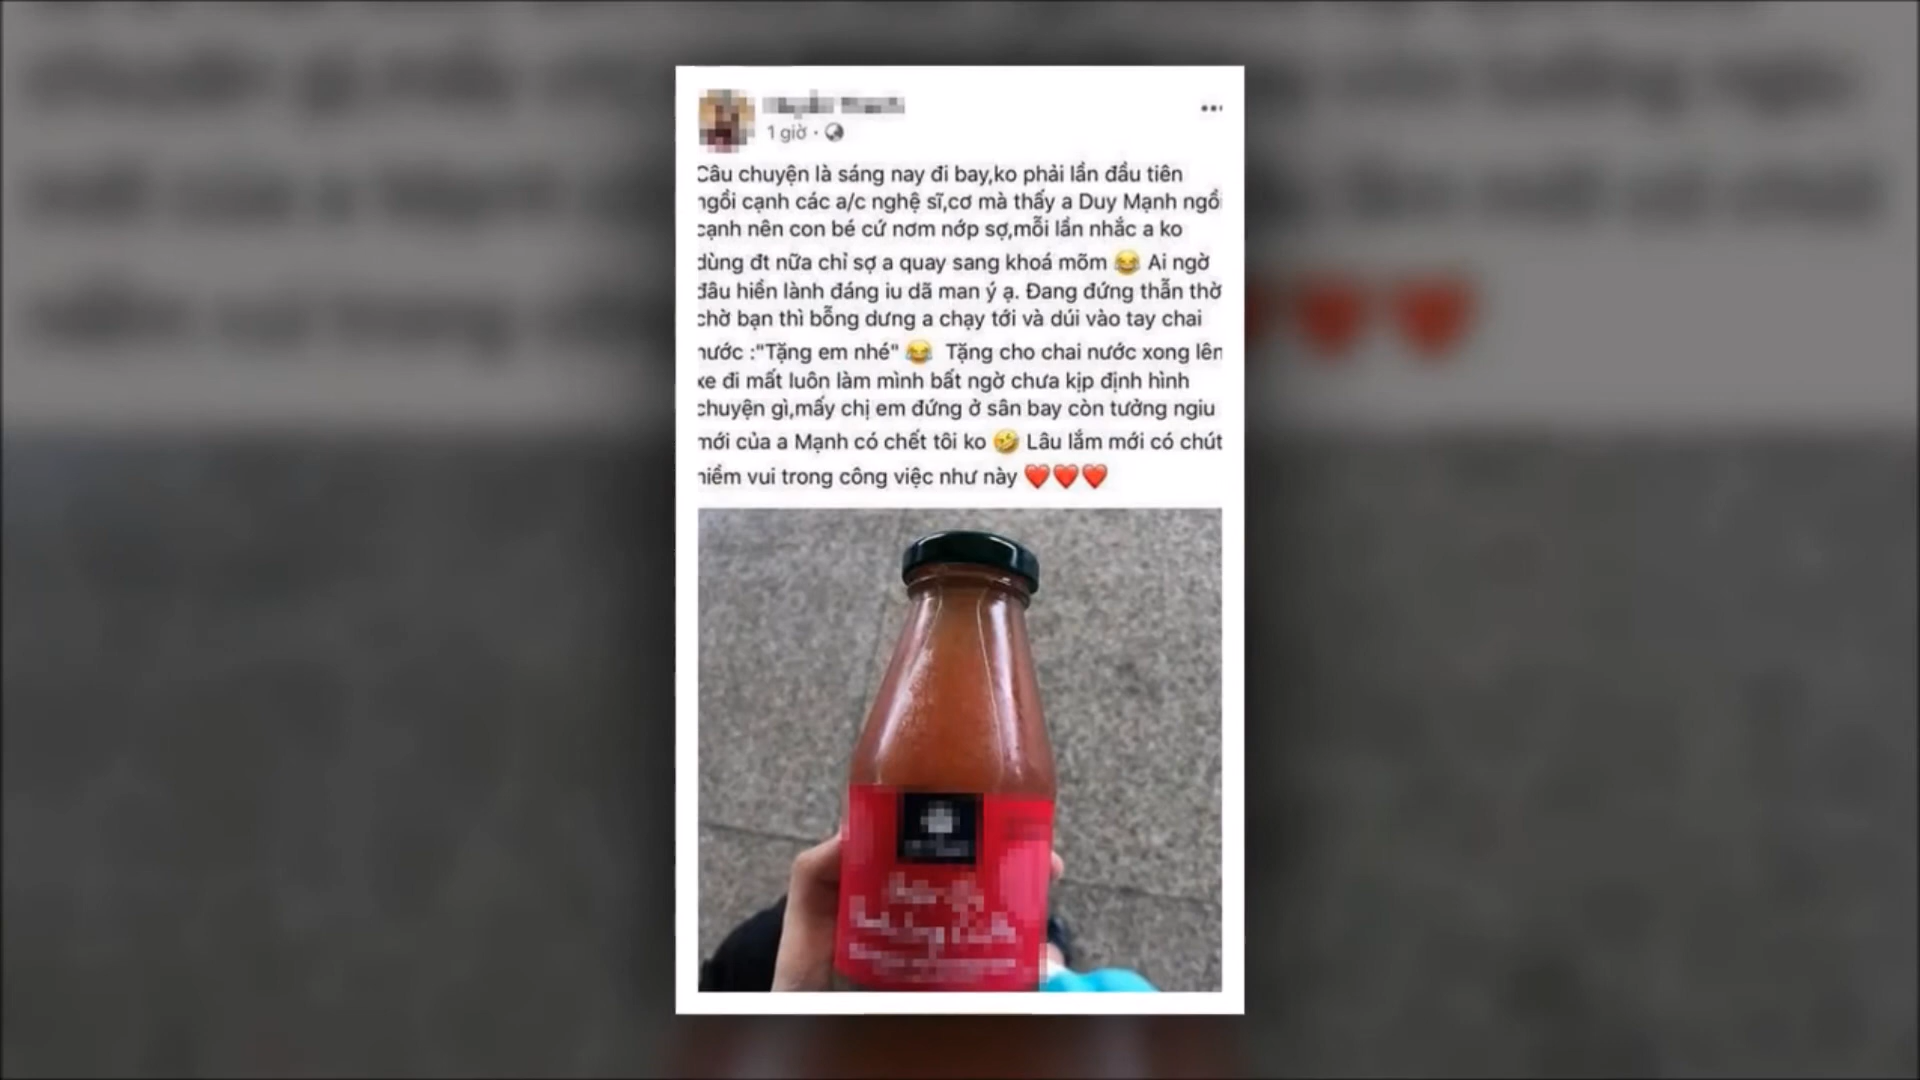 1 giờ ·
Câu chuyện là sáng nay đi bay,ko phải lần đầu tiên
ngồi cạnh các a/c nghệ sĩ,cơ mà thấy a Duy Mạnh ngồi
cạnh nên con bé cứ nơm nớp sợ,mỗi lần nhắc a ko
dùng đt nữa chỉ sợ a quay sang khoá mõm 😂 Ai ngờ
đâu hiền lành đáng iu dã man ý ạ. Đang đứng thẫn thờ
chờ bạn thì bỗng dưng a chạy tới và dúi vào tay chai
nước :"Tặng em nhé" 😂 Tặng cho chai nước xong lên
xe đi mất luôn làm mình bất ngờ chưa kịp định hình
chuyện gì,mấy chị em đứng ở sân bay còn tưởng ngiu
mới của a Mạnh có chết tôi ko 🤣 Lâu lắm mới có chút
niềm vui trong công việc như này ❤️❤️❤️